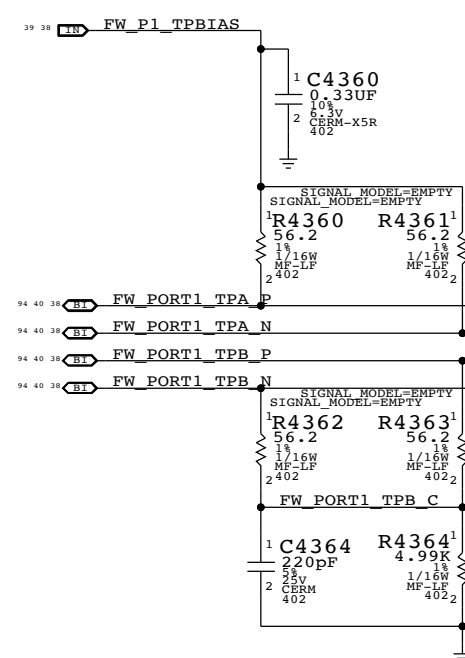 39 38 IN FW_P1_TPBIAS
1 C4360
0.33UF
10%
6.3V
2 CERM-X5R
402
SIGNAL_MODEL=EMPTY
SIGNAL_MODEL=EMPTY
1 R4360 R4361 1
56.2 56.2
1% 1%
1/16W 1/16W
MF-LF MF-LF
2 402 402 2
94 40 38 BI FW_PORT1_TPA_P
94 40 38 BI FW_PORT1_TPA_N
94 40 38 BI FW_PORT1_TPB_P
94 40 38 BI FW_PORT1_TPB_N
SIGNAL_MODEL=EMPTY
SIGNAL_MODEL=EMPTY
1 R4362 R4363 1
56.2 56.2
1% 1%
1/16W 1/16W
MF-LF MF-LF
2 402 402 2
FW_PORT1_TPB_C
1 C4364 R4364 1
220pF 4.99K
5% 1%
25V 1/16W
2 CERM MF-LF
402 402 2